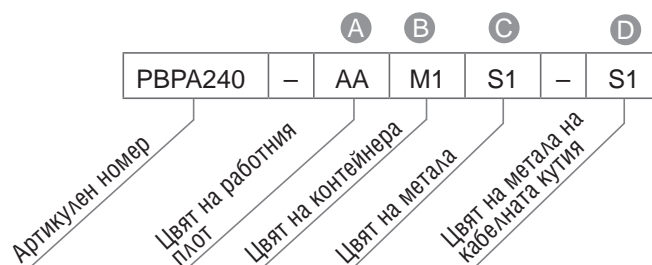 A B C D
PBPA240 – AA M1 S1 – S1
Артикулен номер
Цвят на работния
плот
Цвят на контейнера
Цвят на метала
Цвят на метала на
кабелната кутия